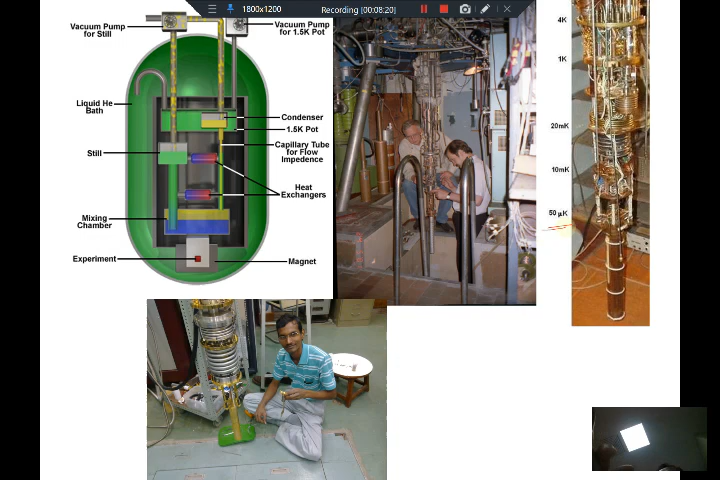 1800x1200
Recording [00:08:20]
Vacuum Pump
for Still
Vacuum Pump
for 1.5K Pot
Liquid He
Bath
Condenser
1.5K Pot
Still
Capillary Tube
for Flow
Impedence
Heat
Exchangers
Mixing
Chamber
Experiment
Magnet
4K
1K
20mK
10mK
50 µK